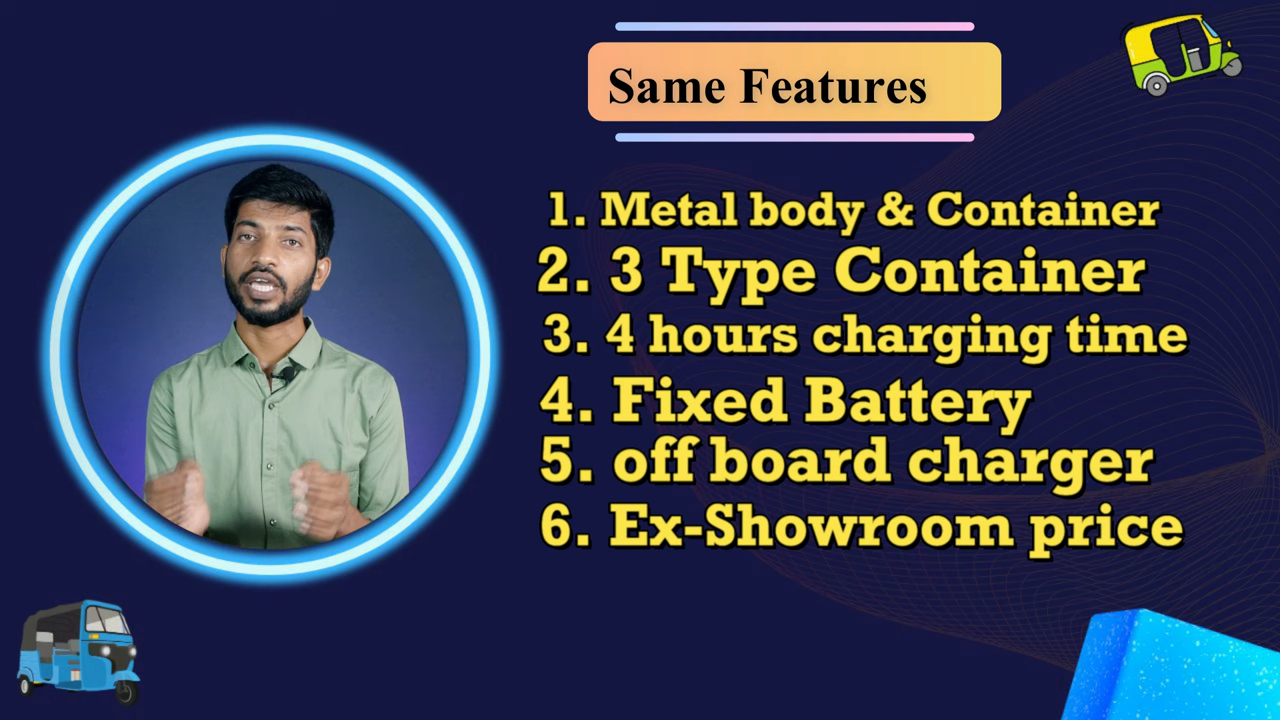 Same Features
1. Metal body & Container
2. 3 Type Container
3. 4 hours charging time
4. Fixed Battery
5. off board charger
6. Ex-Showroom price